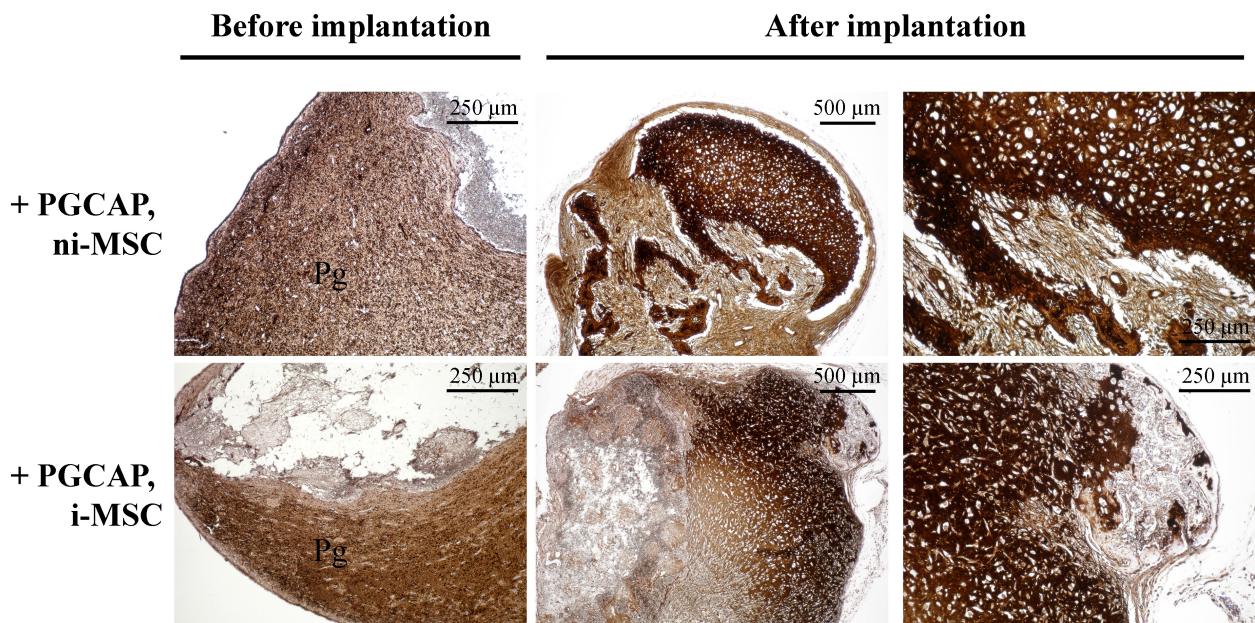 Before implantation
After implantation
+ PGCAP,
ni-MSC
250 µm
Pg
500 µm
250 µm
+ PGCAP,
i-MSC
250 µm
Pg
500 µm
250 µm